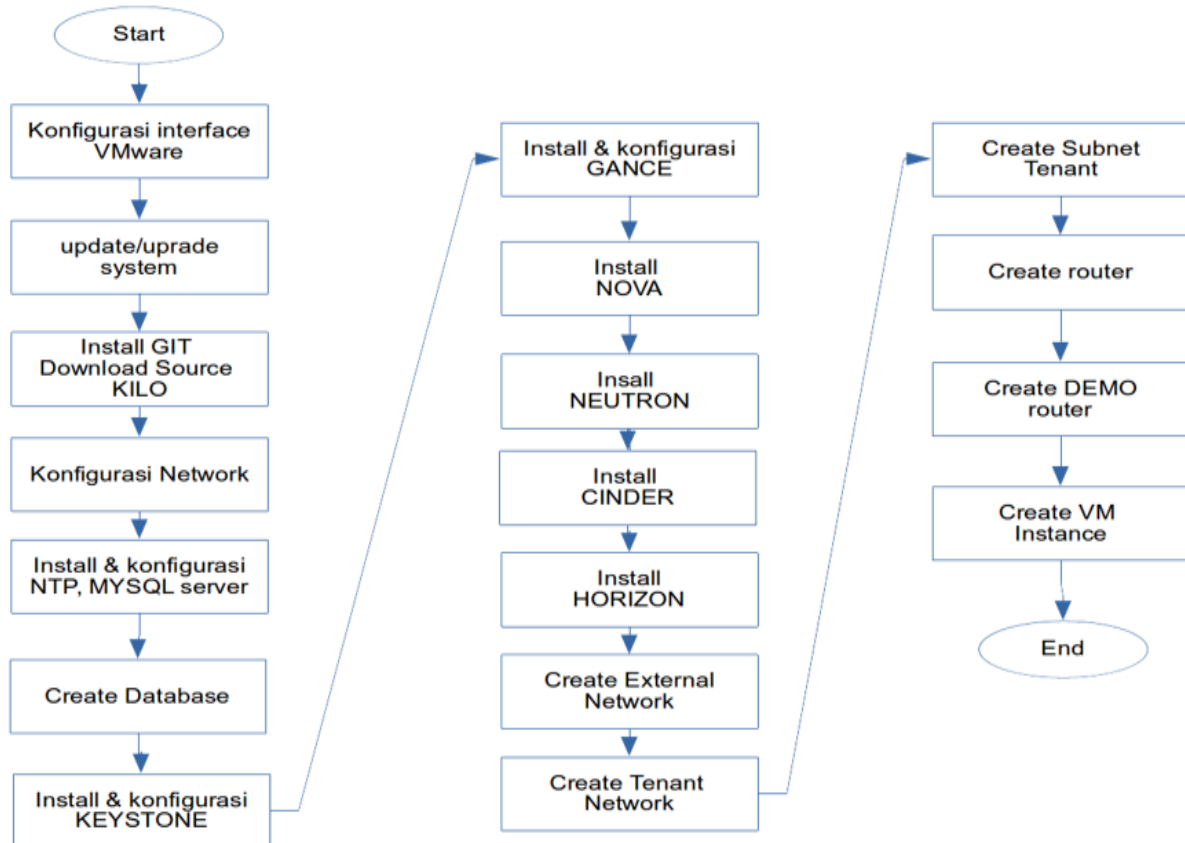 Start
Konfigurasi interface
VMware
update/uprade
system
Install GIT
Download Source
KILO
Konfigurasi Network
Install & konfigurasi
NTP, MYSQL server
Create Database
Install & konfigurasi
KEYSTONE
Install & konfigurasi
GANCE
Install
NOVA
Insall
NEUTRON
Install
CINDER
Install
HORIZON
Create External
Network
Create Tenant
Network
Create Subnet
Tenant
Create router
Create DEMO
router
Create VM
Instance
End